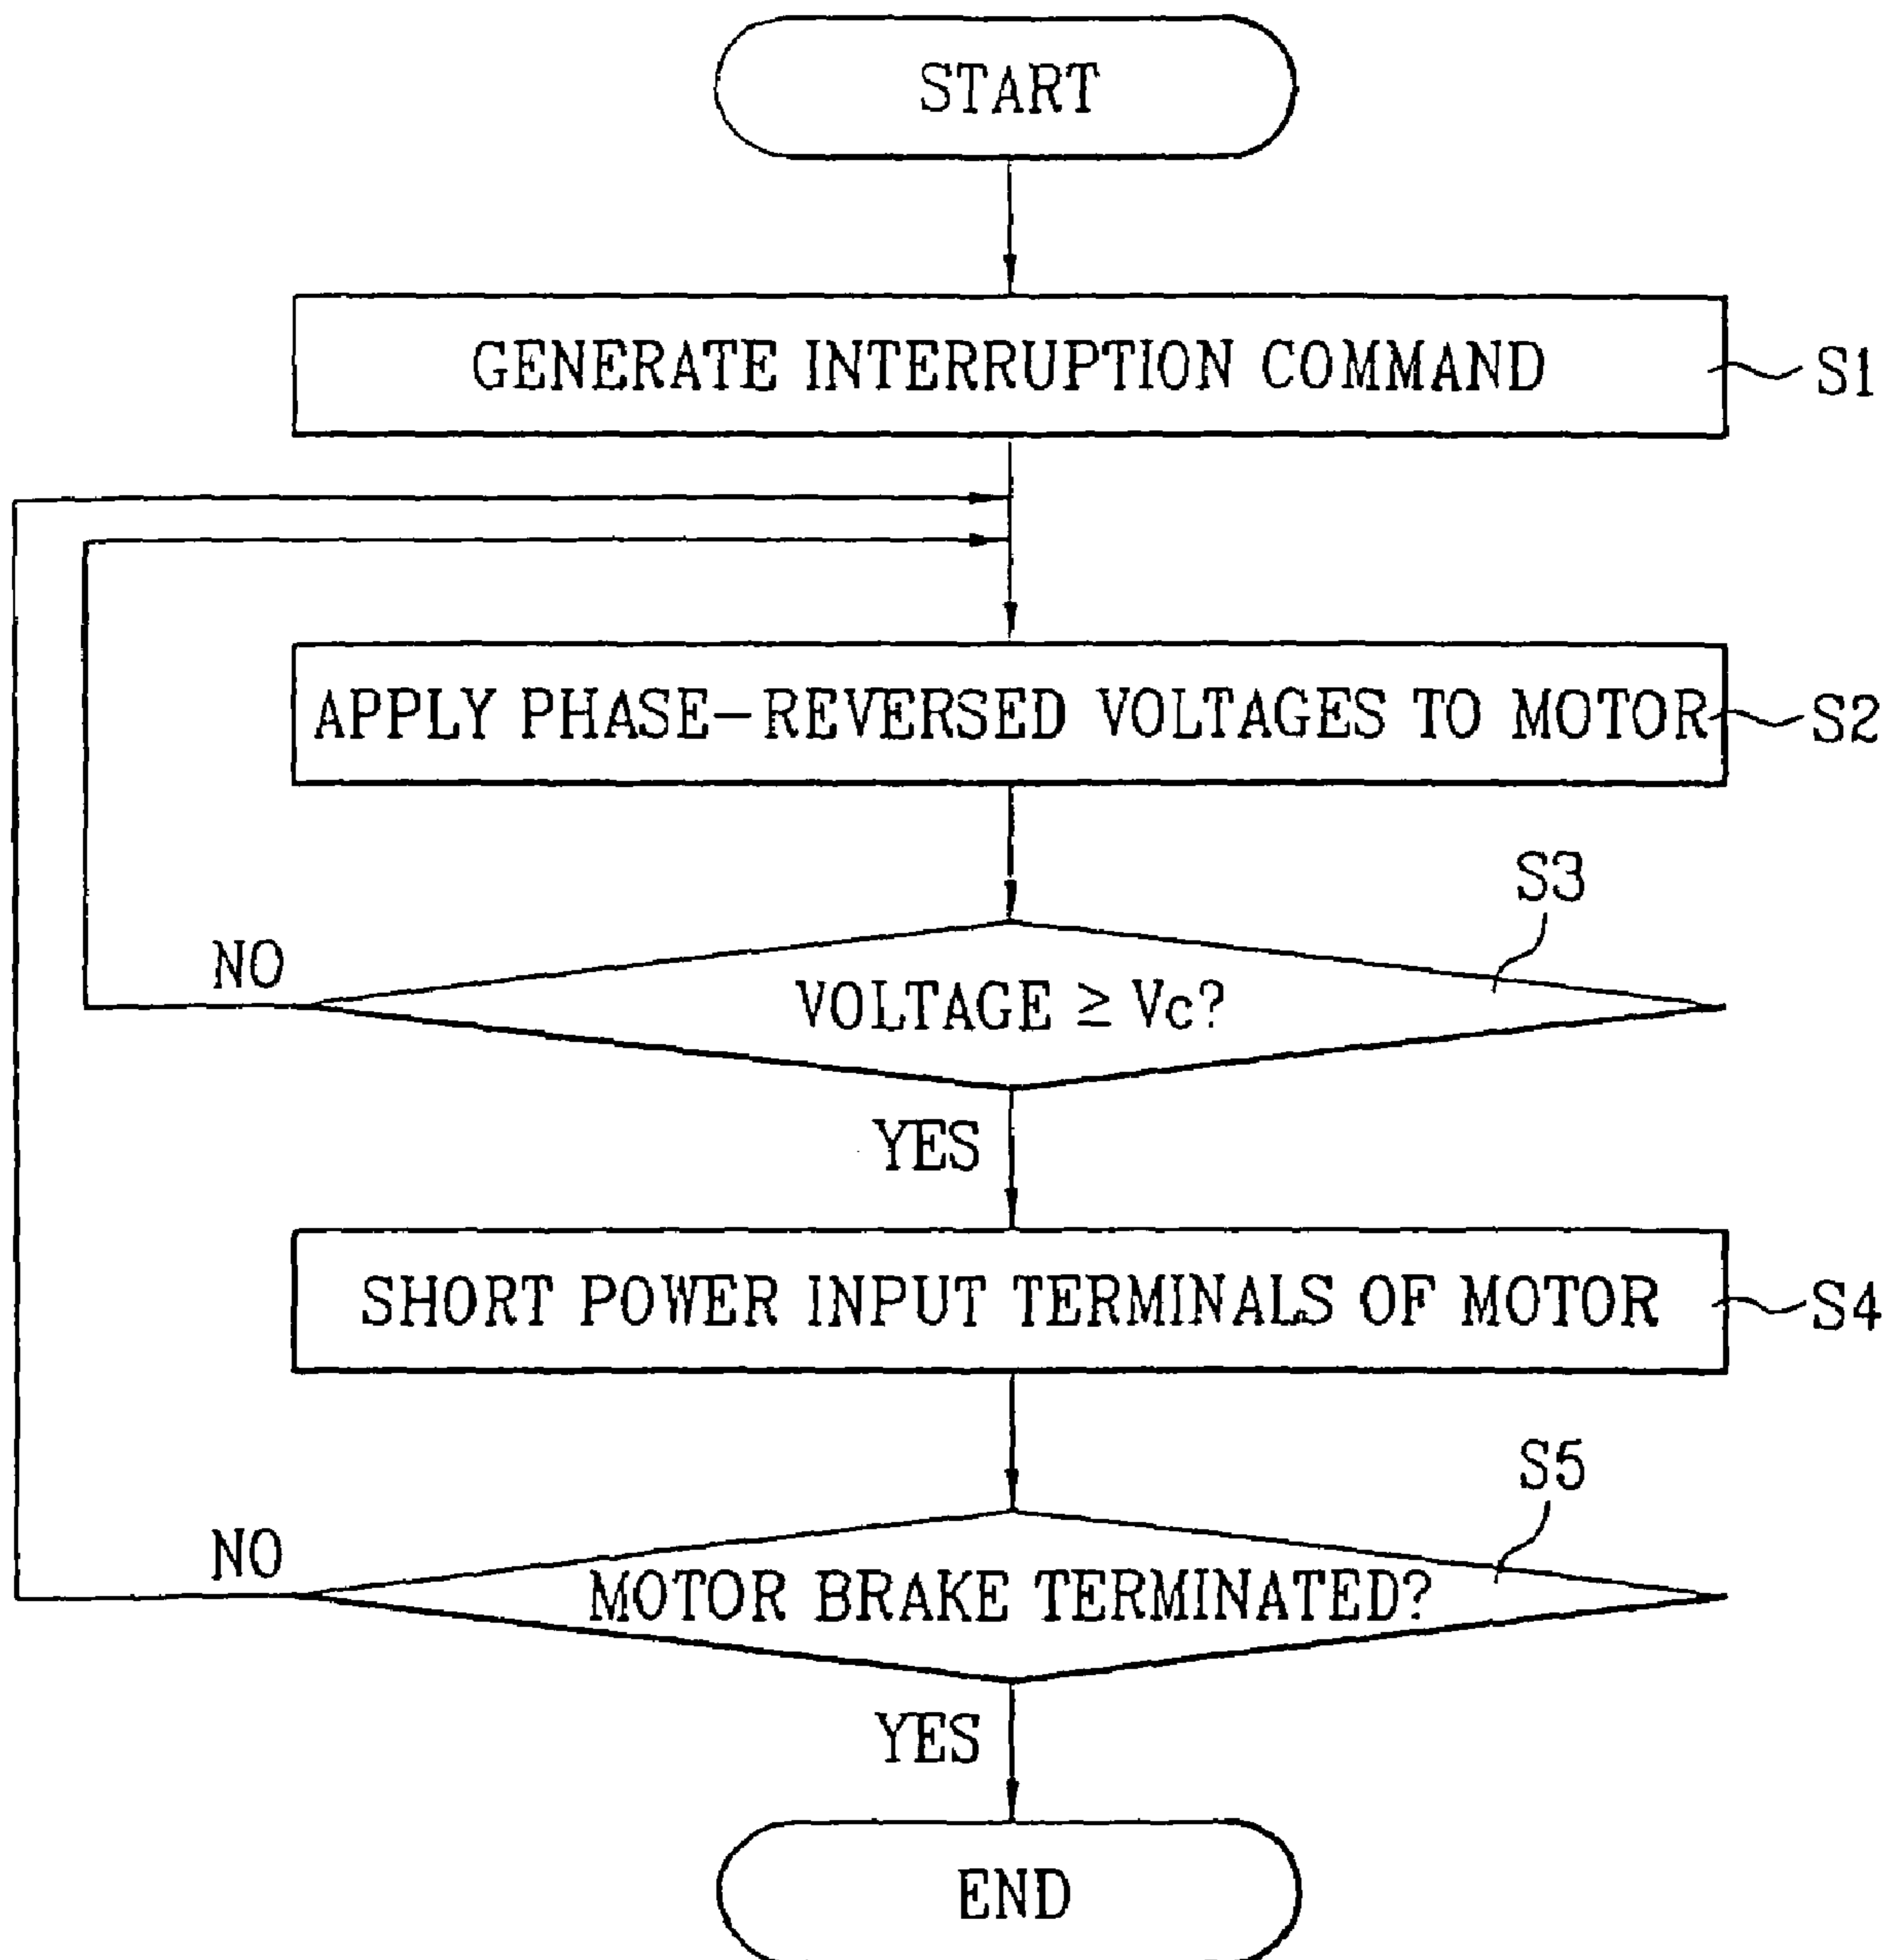 START
GENERATE INTERRUPTION COMMAND
S1
APPLY PHASE-REVERSED VOLTAGES TO MOTOR
S2
S3
NO
VOLTAGE ≥ Vc?
YES
SHORT POWER INPUT TERMINALS OF MOTOR
S4
S5
NO
MOTOR BRAKE TERMINATED?
YES
END